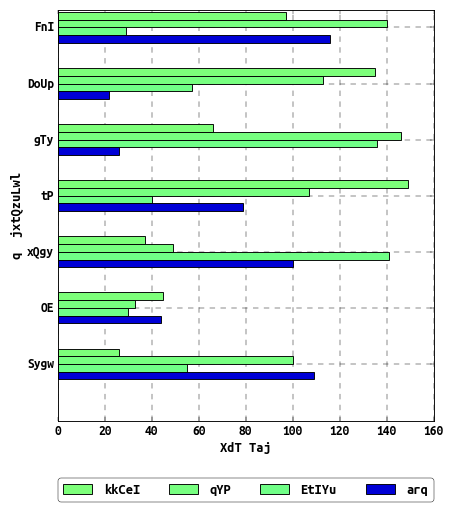 FnI
DoUp
gTy
tP
xQgy
OE
Sygw
q jxtQzuLwl
0 20 40 60 80 100 120 140 160
XdT Taj
kkCeI qYP EtIYu arq